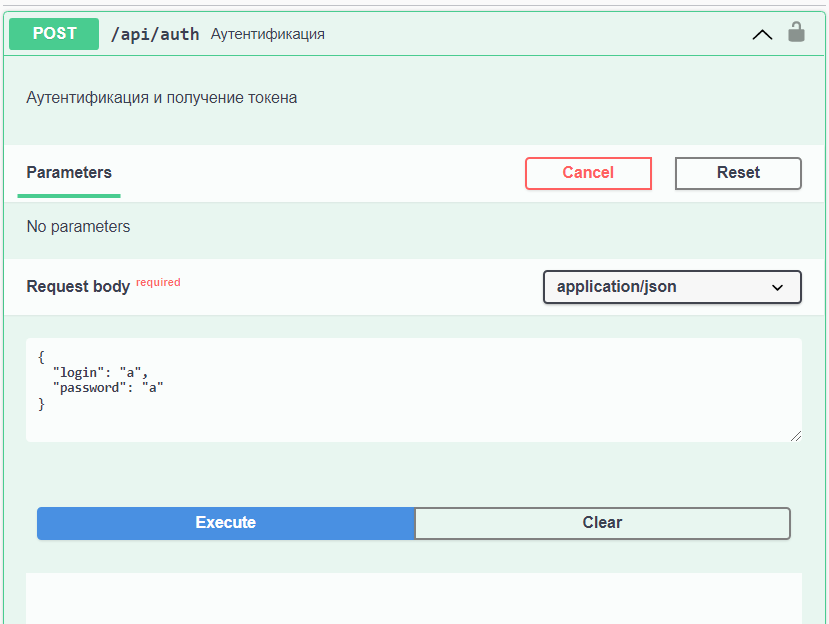 POST /api/auth Аутентификация
Аутентификация и получение токена
Parameters Cancel Reset
No parameters
Request body required application/json
{
"login": "a",
"password": "a"
}
Execute Clear